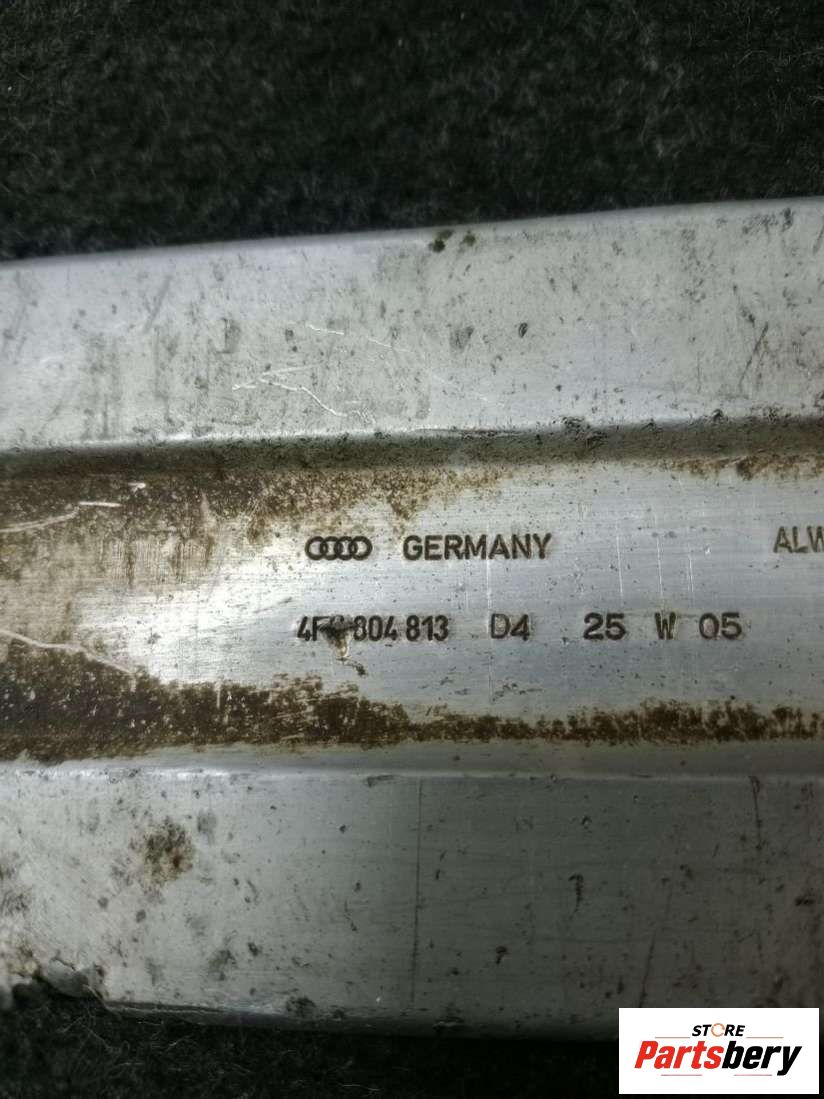 GERMANY ALW
804 813 D4 25 W 05
STORE
Partsbery